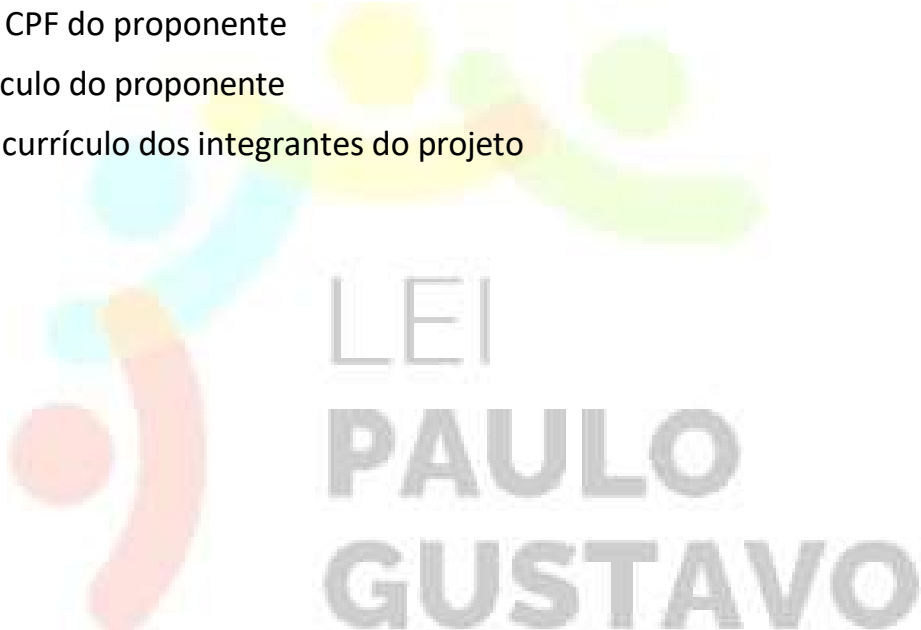 CPF do proponente
culo do proponente
currículo dos integrantes do projeto
LEI
PAULO
GUSTAVO